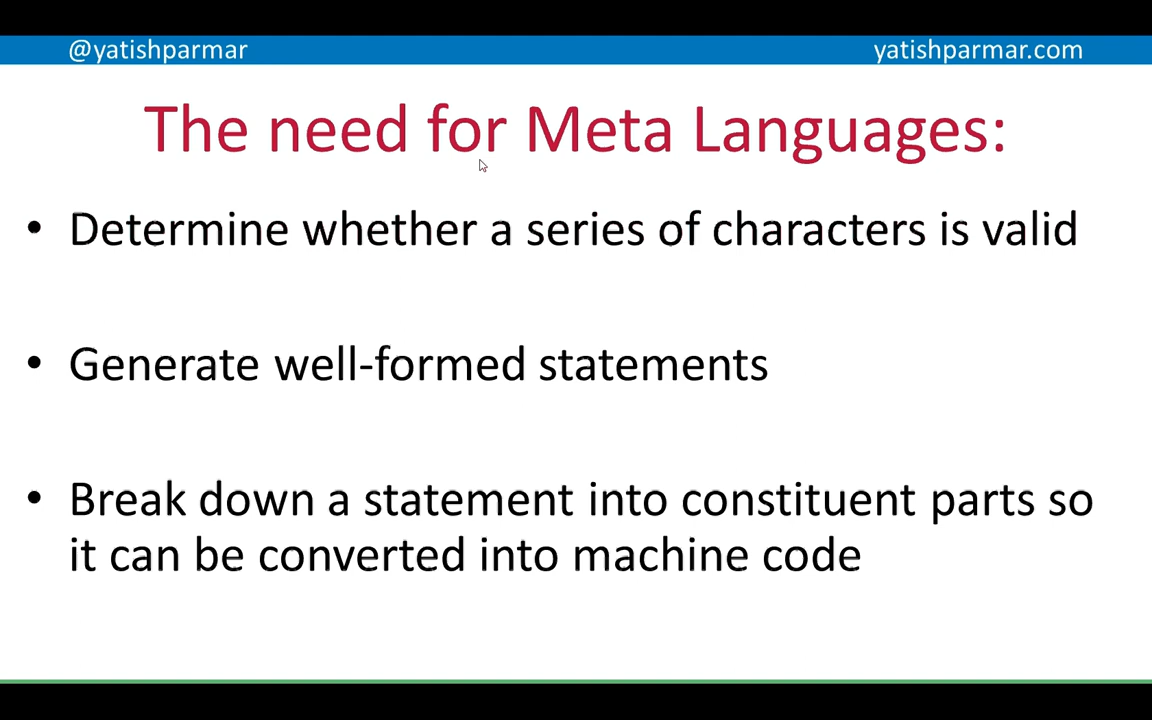 @yatishparmar yatishparmar.com
The need for Meta Languages:
• Determine whether a series of characters is valid
• Generate well-formed statements
• Break down a statement into constituent parts so
it can be converted into machine code